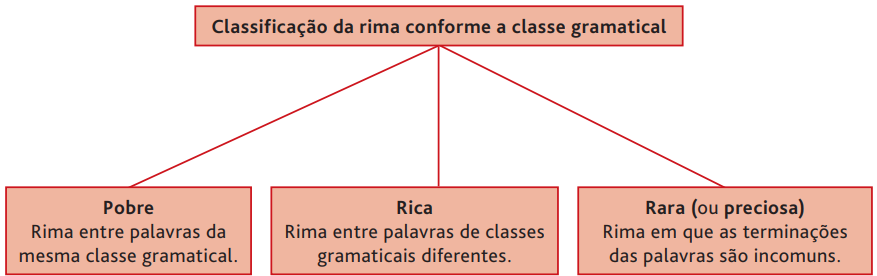 Classificação da rima conforme a classe gramatical
Pobre
Rima entre palavras da
mesma classe gramatical.
Rica
Rima entre palavras de classes
gramaticais diferentes.
Rara (ou preciosa)
Rima em que as terminações
das palavras são incomuns.